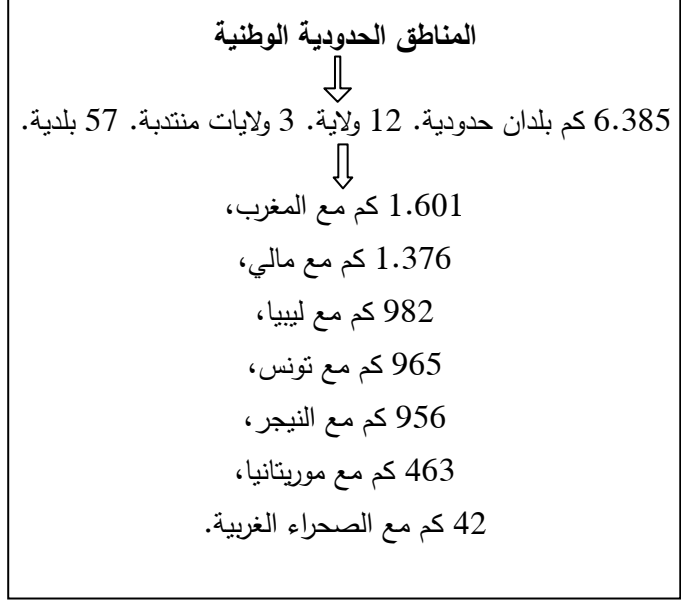 المناطق الحدودية الوطنية
6.385 كم بلدان حدودية. 12 ولاية. 3 ولايات منتدبة. 57 بلدية.
1.601 كم مع المغرب،
1.376 كم مع مالي،
982 كم مع ليبيا،
965 كم مع تونس،
956 كم مع النيجر،
463 كم مع موريتانيا،
42 كم مع الصحراء الغربية.